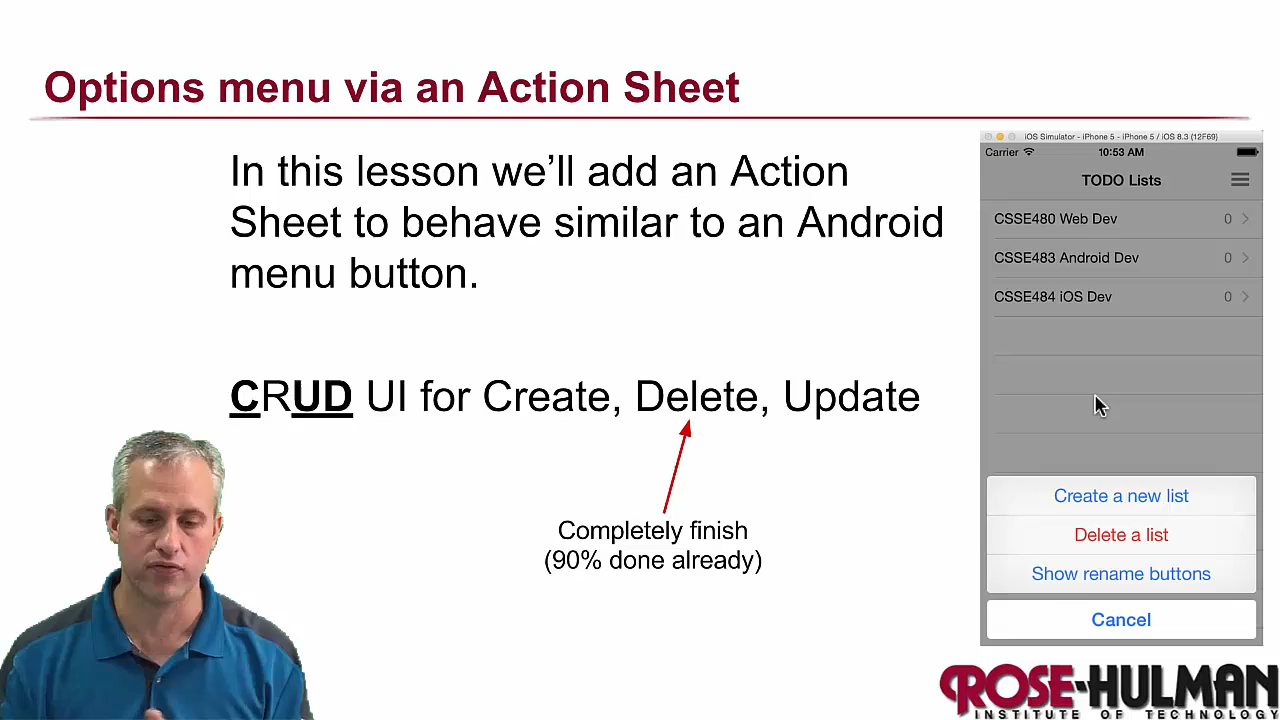 Options menu via an Action Sheet
In this lesson we'll add an Action
Sheet to behave similar to an Android
menu button.
CRUD UI for Create, Delete, Update
Completely finish
(90% done already)
iOS Simulator - iPhone 5 - iPhone 5 / iOS 8.3 (12F69)
Carrier 10:53 AM
TODO Lists
CSSE480 Web Dev 0
CSSE483 Android Dev 0
CSSE484 iOS Dev 0
Create a new list
Delete a list
Show rename buttons
Cancel
ROSE-HULMAN
INSTITUTE OF TECHNOLOGY